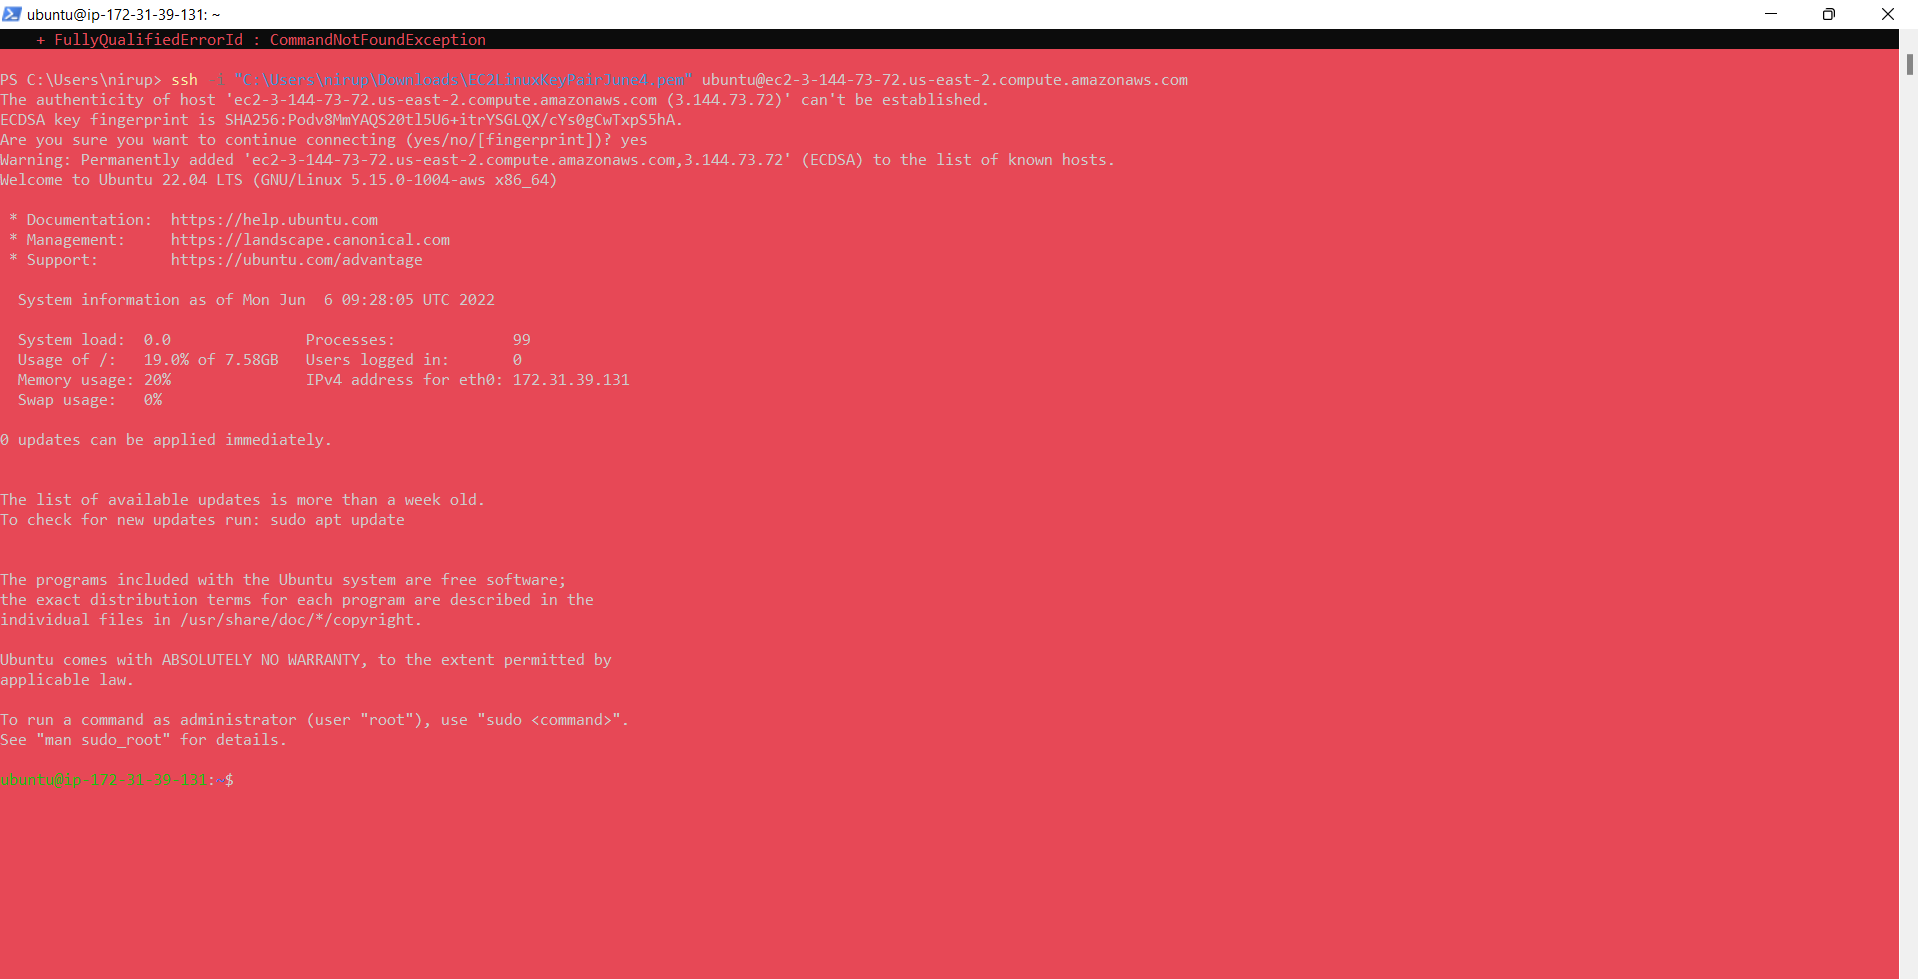 ubuntu@ip-172-31-39-131: ~
+ FullyQualifiedErrorId : CommandNotFoundException
PS C:\Users\nirup> ssh -i "C:\Users\nirup\Downloads\EC2LinuxKeyPairJune4.pem" ubuntu@ec2-3-144-73-72.us-east-2.compute.amazonaws.com
The authenticity of host 'ec2-3-144-73-72.us-east-2.compute.amazonaws.com (3.144.73.72)' can't be established.
ECDSA key fingerprint is SHA256:Podv8MmYAQS20tl5U6+itrYSGLQX/cYs0gCwTxpS5hA.
Are you sure you want to continue connecting (yes/no/[fingerprint])? yes
Warning: Permanently added 'ec2-3-144-73-72.us-east-2.compute.amazonaws.com,3.144.73.72' (ECDSA) to the list of known hosts.
Welcome to Ubuntu 22.04 LTS (GNU/Linux 5.15.0-1004-aws x86_64)
* Documentation:  https://help.ubuntu.com
* Management:     https://landscape.canonical.com
* Support:        https://ubuntu.com/advantage
System information as of Mon Jun  6 09:28:05 UTC 2022
System load:  0.0               Processes:             99
Usage of /:   19.0% of 7.58GB   Users logged in:       0
Memory usage: 20%               IPv4 address for eth0: 172.31.39.131
Swap usage:   0%
0 updates can be applied immediately.
The list of available updates is more than a week old.
To check for new updates run: sudo apt update
The programs included with the Ubuntu system are free software;
the exact distribution terms for each program are described in the
individual files in /usr/share/doc/*/copyright.
Ubuntu comes with ABSOLUTELY NO WARRANTY, to the extent permitted by
applicable law.
To run a command as administrator (user "root"), use "sudo <command>".
See "man sudo_root" for details.
ubuntu@ip-172-31-39-131:~$